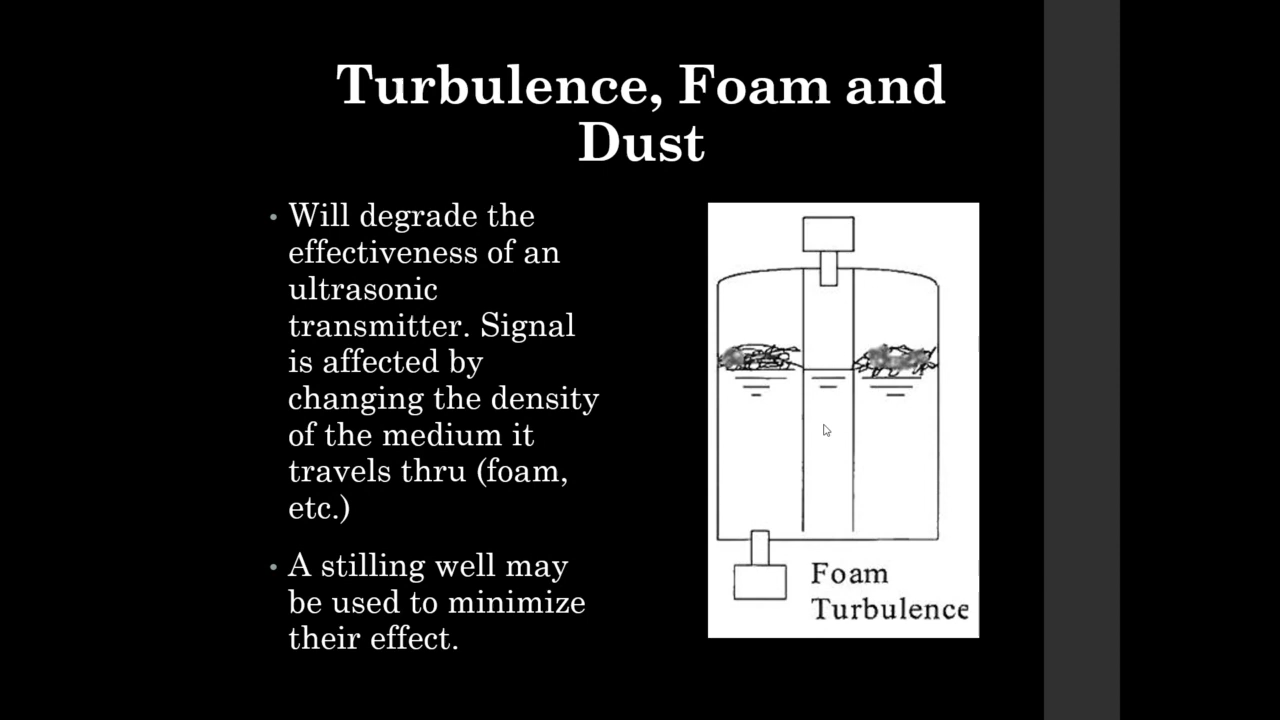 Turbulence, Foam and
Dust
• Will degrade the
effectiveness of an
ultrasonic
transmitter. Signal
is affected by
changing the density
of the medium it
travels thru (foam,
etc.)
• A stilling well may
be used to minimize
their effect.
Foam
Turbulence